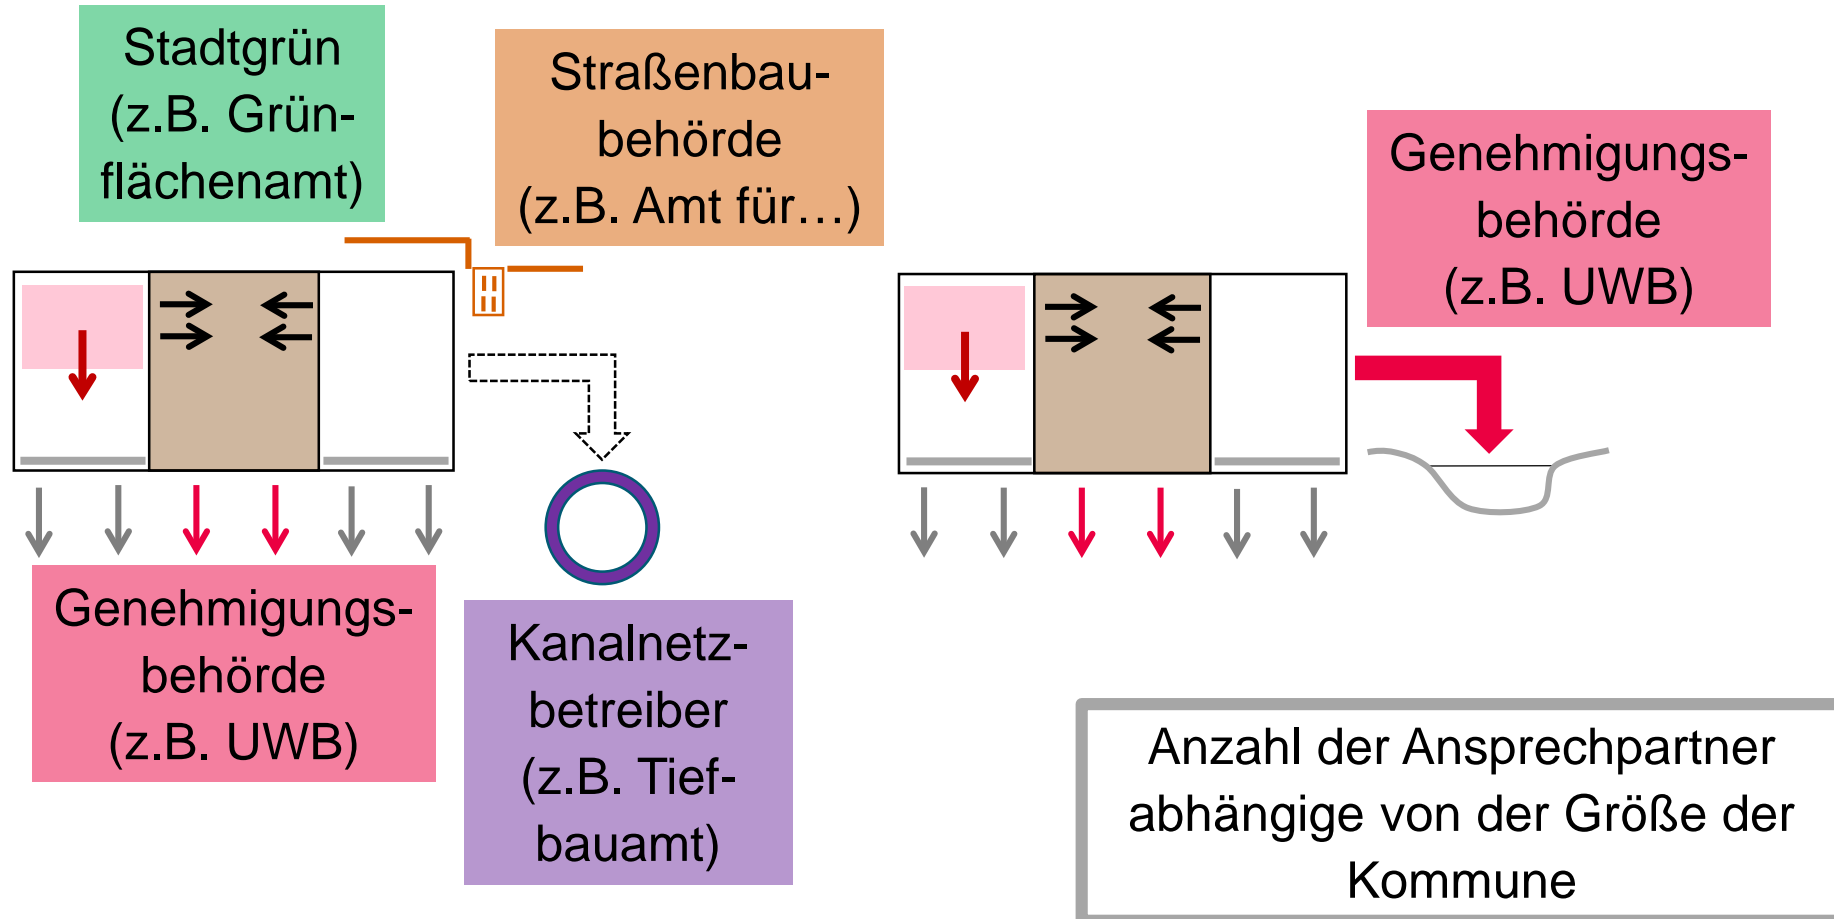 Stadtgrün
(z.B. Grün-
flächenamt)
Straßenbau-
behörde
(z.B. Amt für…)
Genehmigungs-
behörde
(z.B. UWB)
Genehmigungs-
behörde
(z.B. UWB)
Kanalnetz-
betreiber
(z.B. Tief-
bauamt)
Anzahl der Ansprechpartner
abhängige von der Größe der
Kommune